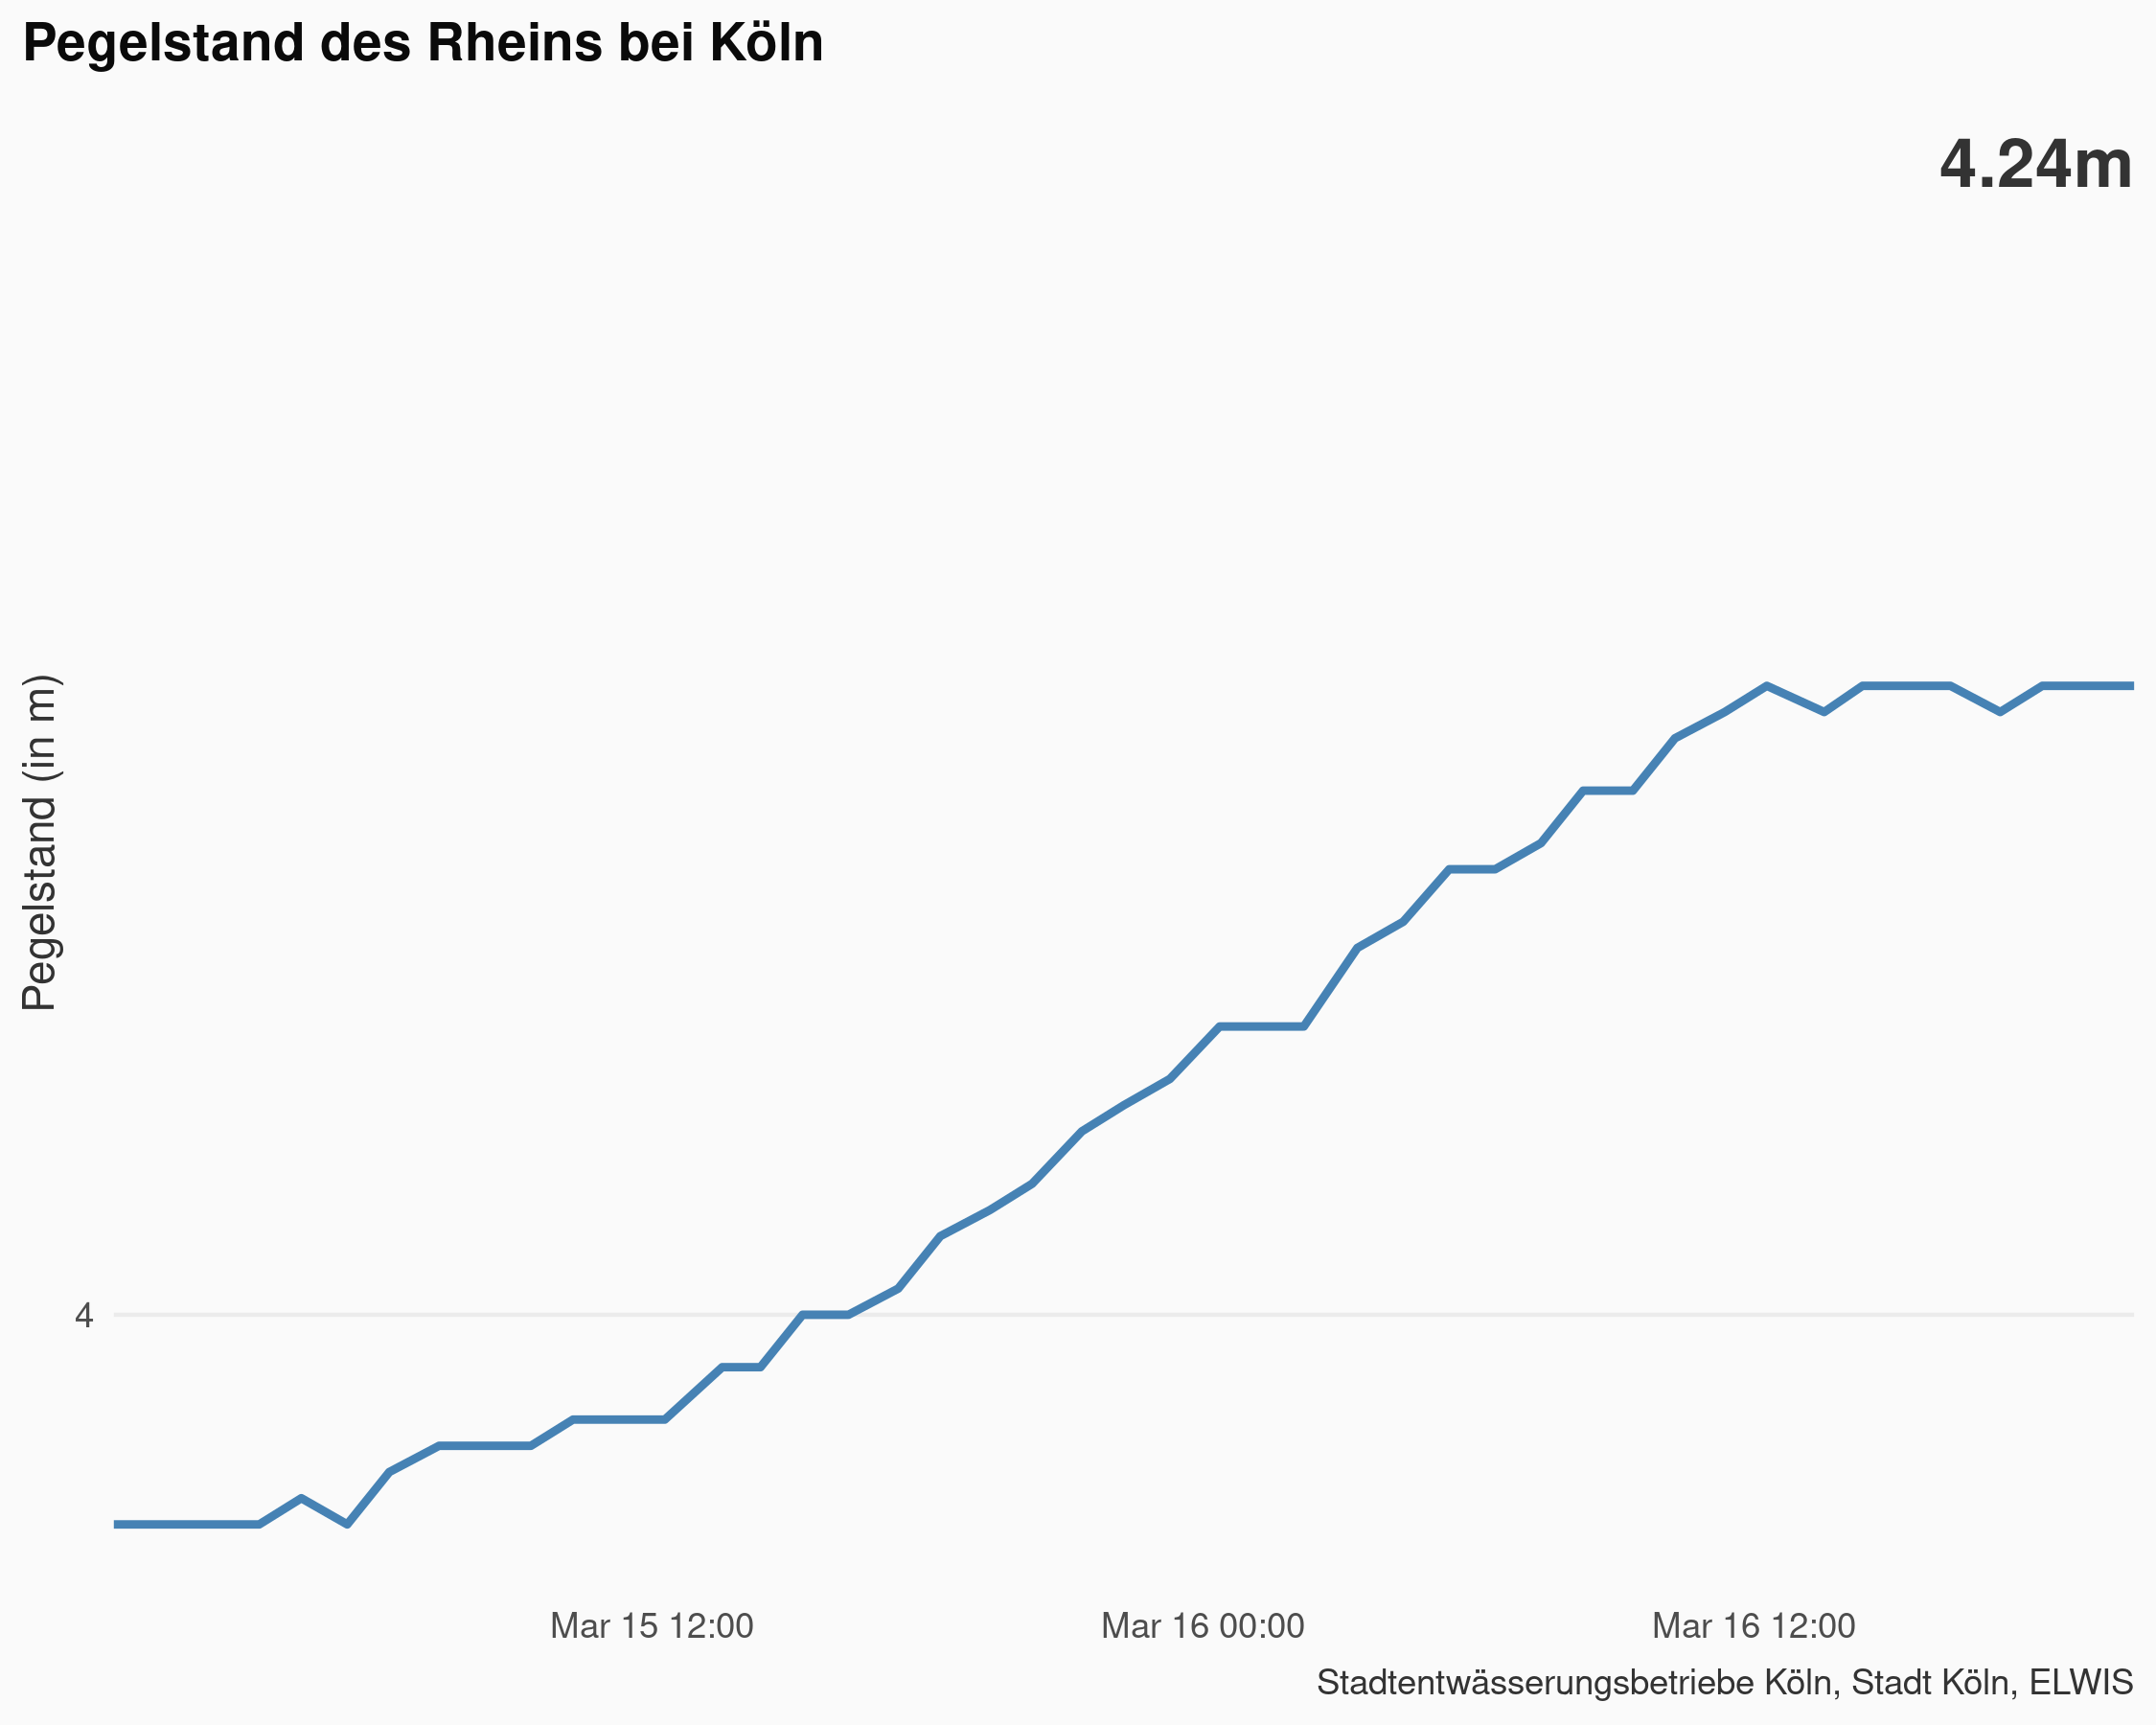 Pegelstand des Rheins bei Köln
4.24m
Pegelstand (in m)
4
Mar 15 12:00
Mar 16 00:00
Mar 16 12:00
Stadtentwässerungsbetriebe Köln, Stadt Köln, ELWIS